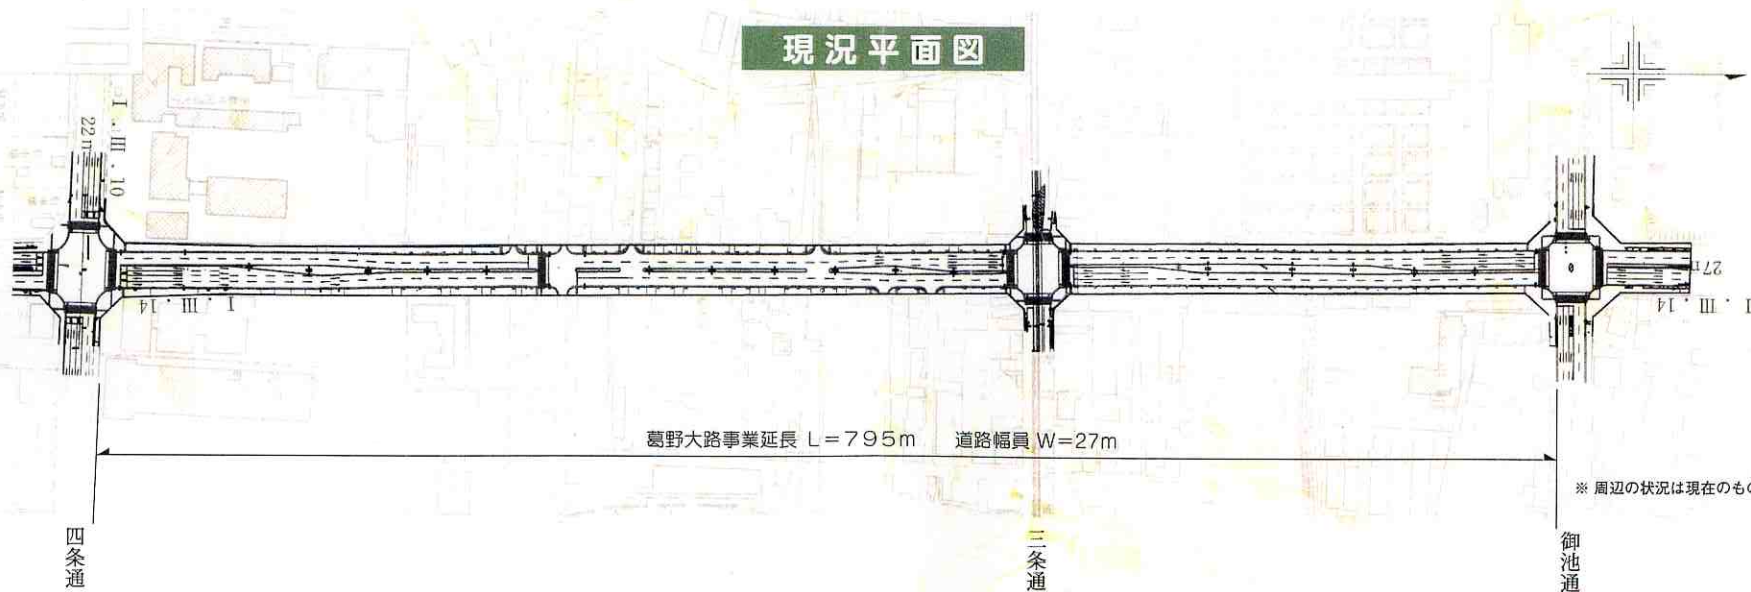 現況平面図
I . III . 10
22m
I . III . 14
27m
I . III . 14
葛野大路事業延長 L=795m 道路幅員 W=27m
※ 周辺の状況は現在のもの
四条通
三条通
御池通